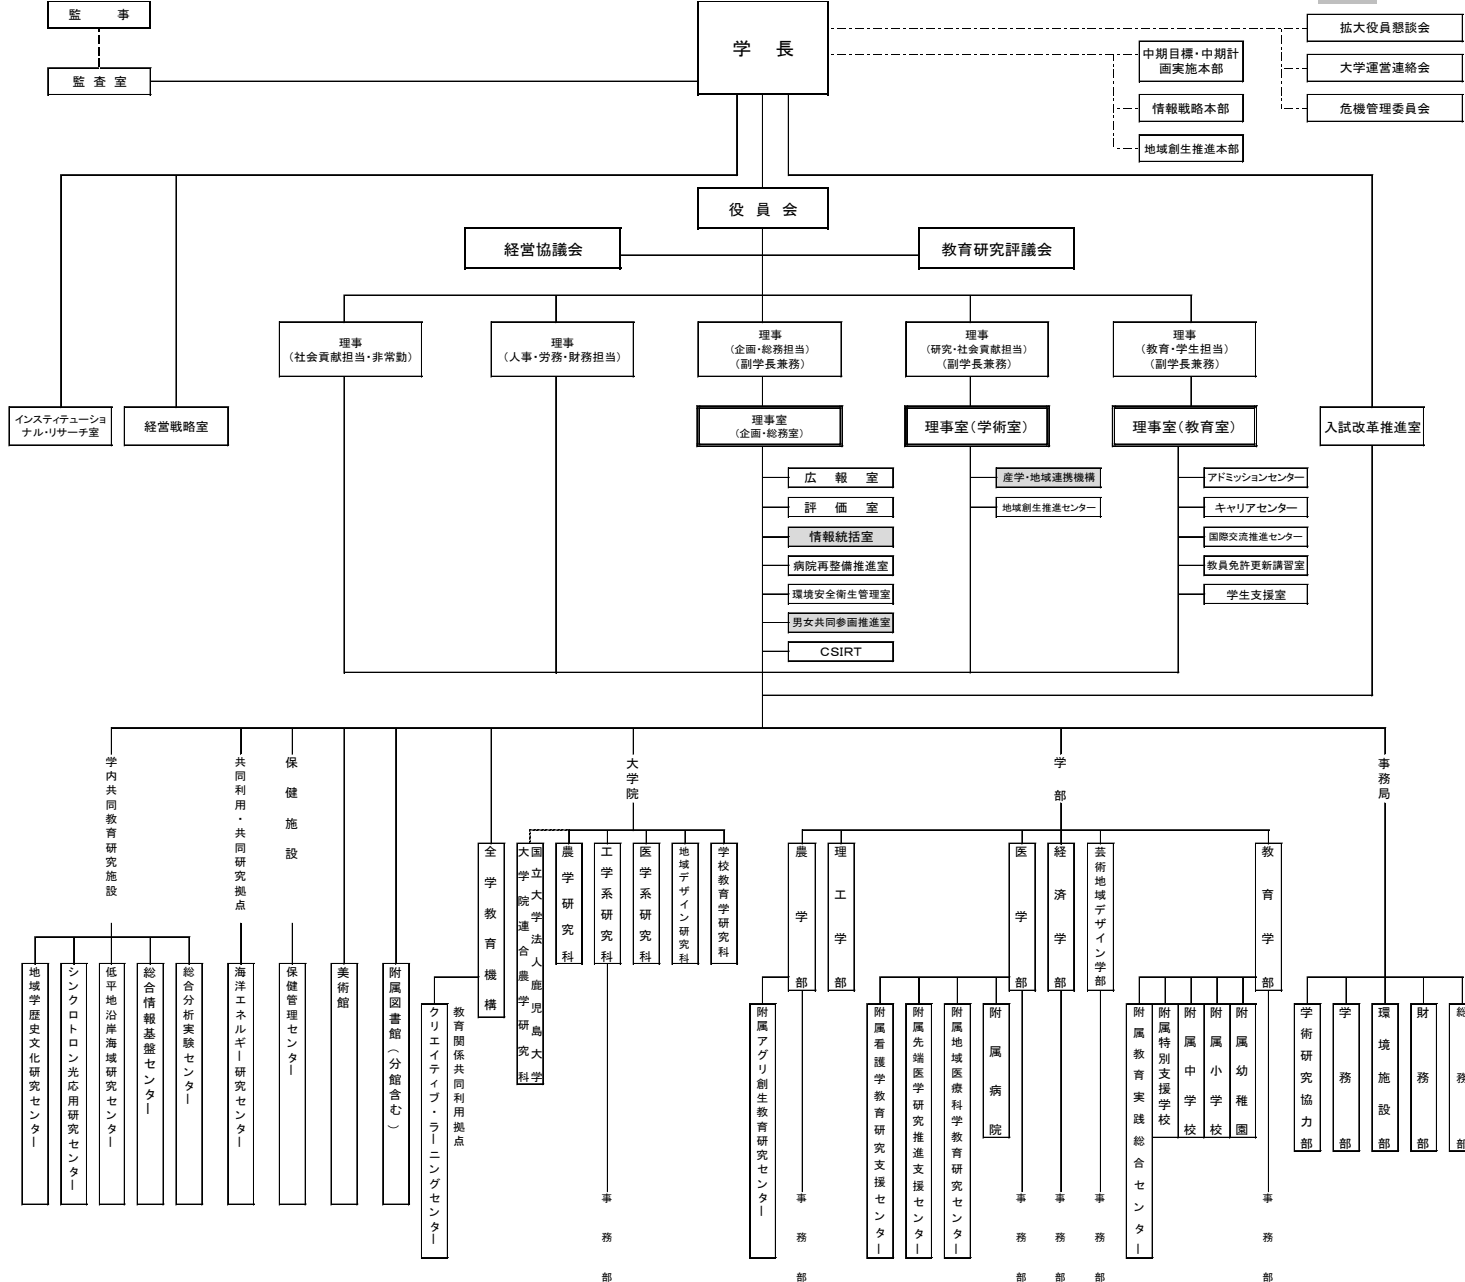 監　事
監査室
学長
中期目標・中期計
画実施本部
情報戦略本部
地域創生推進本部
拡大役員懇談会
大学運営連絡会
危機管理委員会
役員会
経営協議会
教育研究評議会
理事
（社会貢献担当・非常勤）
理事
（人事・労務・財務担当）
理事
（企画・総務担当）
（副学長兼務）
理事
（研究・社会貢献担当）
（副学長兼務）
理事
（教育・学生担当）
（副学長兼務）
インスティテューショ
ナル・リサーチ室
経営戦略室
理事室
（企画・総務室）
理事室（学術室）
理事室（教育室）
入試改革推進室
広報室
評価室
情報統括室
病院再整備推進室
環境安全衛生管理室
男女共同参画推進室
CSIRT
産学・地域連携機構
地域創生推進センター
アドミッションセンター
キャリアセンター
国際交流推進センター
教員免許更新講習室
学生支援室
学内共同教育研究施設
共同利用・共同研究拠点
保健施設
大学院
学部
事務局
地域学歴史文化研究センター
シンクロトロン光応用研究センター
低平地沿岸海域研究センター
総合情報基盤センター
総合分析実験センター
海洋エネルギー研究センター
保健管理センター
美術館
附属図書館（分館含む）
全学教育機構
クリエイティブ・ラーニングセンター
教育関係共同利用拠点
国立大学法人鹿児島大学
大学院連合農学研究科
農学研究科
工学系研究科
事務部
医学系研究科
地域デザイン研究科
学校教育学研究科
農学部
附属アグリ創生教育研究センター
事務部
理工学部
医学部
附属看護学教育研究支援センター
附属先端医学研究推進支援センター
附属地域医療科学教育研究センター
附属病院
事務部
経済学部
事務部
芸術地域デザイン学部
事務部
教育学部
附属教育実践総合センター
附属特別支援学校
附属中学校
附属小学校
附属幼稚園
事務部
学術研究協力部
学務部
環境施設部
財務部